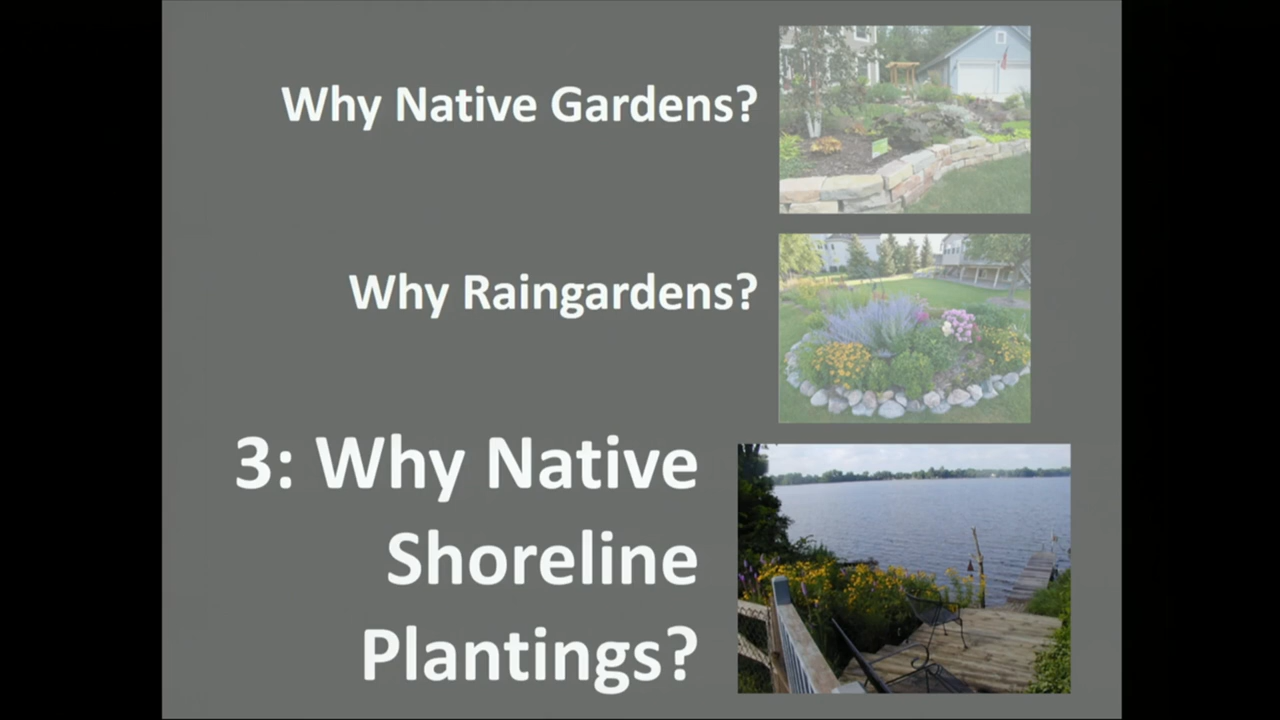 Why Native Gardens?
Why Raingardens?
3: Why Native
Shoreline
Plantings?